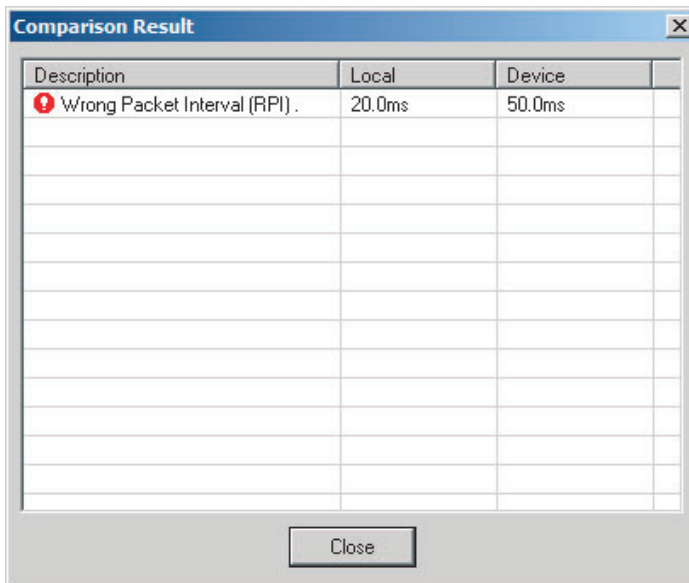 Comparison Result
Description Local Device
Wrong Packet Interval (RPI) . 20.0ms 50.0ms
Close